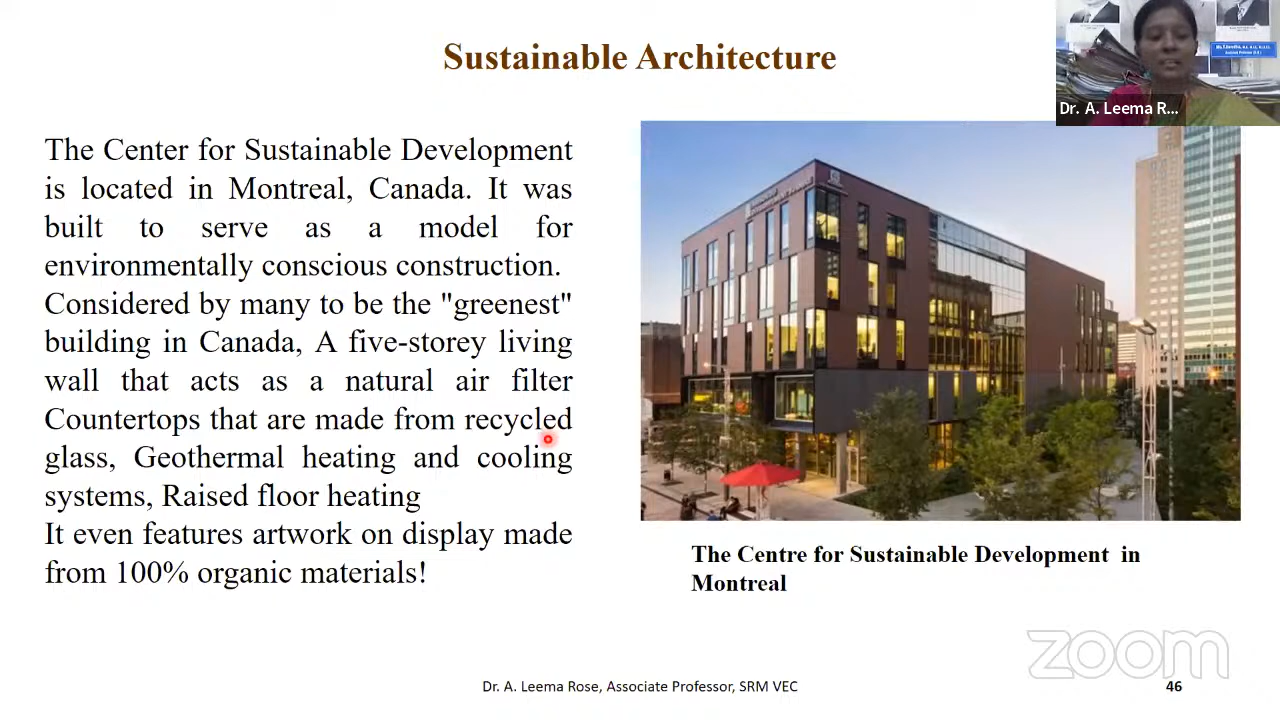 Sustainable Architecture
Dr. A. Leema R...
The Center for Sustainable Development
is located in Montreal, Canada. It was
built to serve as a model for
environmentally conscious construction.
Considered by many to be the "greenest"
building in Canada, A five-storey living
wall that acts as a natural air filter
Countertops that are made from recycled
glass, Geothermal heating and cooling
systems, Raised floor heating
It even features artwork on display made
from 100% organic materials!
The Centre for Sustainable Development in
Montreal
zoom
Dr. A. Leema Rose, Associate Professor, SRM VEC
46